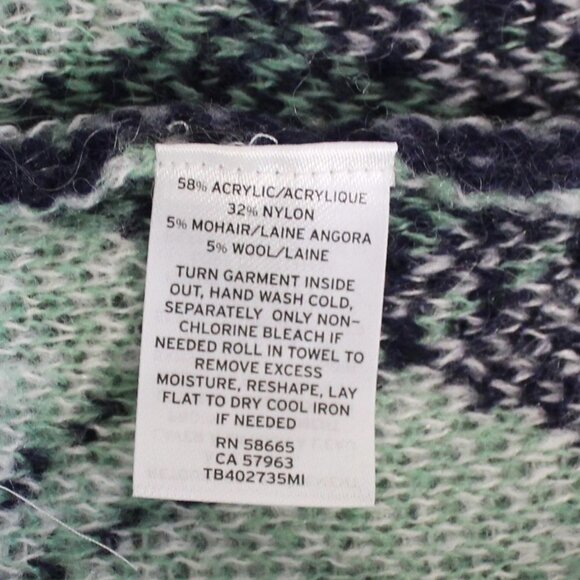 58% ACRYLIC/ACRYLIQUE
32% NYLON
5% MOHAIR/LAINE ANGORA
5% WOOL/LAINE
TURN GARMENT INSIDE
OUT, HAND WASH COLD,
SEPARATELY ONLY NON-
CHLORINE BLEACH IF
NEEDED ROLL IN TOWEL TO
REMOVE EXCESS
MOISTURE, RESHAPE, LAY
FLAT TO DRY COOL IRON
IF NEEDED
RN 58665
CA 57963
TB402735MI